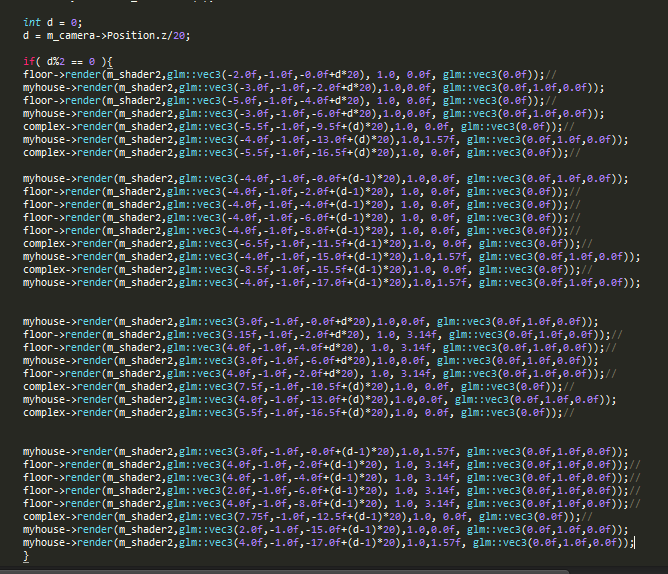 int d = 0;
d = m_camera->Position.z/20;
if( d%2 == 0 ){
floor->render(m_shader2,glm::vec3(-2.0f,-1.0f,-0.0f+d*20), 1.0, 0.0f, glm::vec3(0.0f));//
myhouse->render(m_shader2,glm::vec3(-3.0f,-1.0f,-2.0f+d*20),1.0,0.0f, glm::vec3(0.0f,1.0f,0.0f));
floor->render(m_shader2,glm::vec3(-5.0f,-1.0f,-4.0f+d*20), 1.0, 0.0f, glm::vec3(0.0f));//
myhouse->render(m_shader2,glm::vec3(-3.0f,-1.0f,-6.0f+d*20),1.0,0.0f, glm::vec3(0.0f,1.0f,0.0f));
complex->render(m_shader2,glm::vec3(-5.5f,-1.0f,-9.5f+(d)*20),1.0, 0.0f, glm::vec3(0.0f));//
myhouse->render(m_shader2,glm::vec3(-4.0f,-1.0f,-13.0f+(d)*20),1.0,1.57f, glm::vec3(0.0f,1.0f,0.0f));
complex->render(m_shader2,glm::vec3(-5.5f,-1.0f,-16.5f+(d)*20),1.0, 0.0f, glm::vec3(0.0f));//
myhouse->render(m_shader2,glm::vec3(-4.0f,-1.0f,-0.0f+(d-1)*20),1.0,0.0f, glm::vec3(0.0f,1.0f,0.0f));
floor->render(m_shader2,glm::vec3(-4.0f,-1.0f,-2.0f+(d-1)*20), 1.0, 0.0f, glm::vec3(0.0f));//
floor->render(m_shader2,glm::vec3(-4.0f,-1.0f,-4.0f+(d-1)*20), 1.0, 0.0f, glm::vec3(0.0f));//
floor->render(m_shader2,glm::vec3(-4.0f,-1.0f,-6.0f+(d-1)*20), 1.0, 0.0f, glm::vec3(0.0f));//
floor->render(m_shader2,glm::vec3(-4.0f,-1.0f,-8.0f+(d-1)*20), 1.0, 0.0f, glm::vec3(0.0f));//
complex->render(m_shader2,glm::vec3(-6.5f,-1.0f,-11.5f+(d-1)*20),1.0, 0.0f, glm::vec3(0.0f));//
myhouse->render(m_shader2,glm::vec3(-4.0f,-1.0f,-15.0f+(d-1)*20),1.0,1.57f, glm::vec3(0.0f,1.0f,0.0f));
complex->render(m_shader2,glm::vec3(-8.5f,-1.0f,-15.5f+(d-1)*20),1.0, 0.0f, glm::vec3(0.0f));//
myhouse->render(m_shader2,glm::vec3(-4.0f,-1.0f,-17.0f+(d-1)*20),1.0,1.57f, glm::vec3(0.0f,1.0f,0.0f));
myhouse->render(m_shader2,glm::vec3(3.0f,-1.0f,-0.0f+d*20),1.0,0.0f, glm::vec3(0.0f,1.0f,0.0f));
floor->render(m_shader2,glm::vec3(3.15f,-1.0f,-2.0f+d*20), 1.0, 3.14f, glm::vec3(0.0f,1.0f,0.0f));//
floor->render(m_shader2,glm::vec3(4.0f,-1.0f,-4.0f+d*20), 1.0, 3.14f, glm::vec3(0.0f,1.0f,0.0f));//
myhouse->render(m_shader2,glm::vec3(3.0f,-1.0f,-6.0f+d*20),1.0,0.0f, glm::vec3(0.0f,1.0f,0.0f));
floor->render(m_shader2,glm::vec3(4.0f,-1.0f,-2.0f+d*20), 1.0, 3.14f, glm::vec3(0.0f,1.0f,0.0f));//
complex->render(m_shader2,glm::vec3(7.5f,-1.0f,-10.5f+(d)*20),1.0, 0.0f, glm::vec3(0.0f));//
myhouse->render(m_shader2,glm::vec3(4.0f,-1.0f,-13.0f+(d)*20),1.0,0.0f, glm::vec3(0.0f,1.0f,0.0f));
complex->render(m_shader2,glm::vec3(5.5f,-1.0f,-16.5f+(d)*20),1.0, 0.0f, glm::vec3(0.0f));//
myhouse->render(m_shader2,glm::vec3(3.0f,-1.0f,-0.0f+(d-1)*20),1.0,1.57f, glm::vec3(0.0f,1.0f,0.0f));
floor->render(m_shader2,glm::vec3(4.0f,-1.0f,-2.0f+(d-1)*20), 1.0, 3.14f, glm::vec3(0.0f,1.0f,0.0f));//
floor->render(m_shader2,glm::vec3(4.0f,-1.0f,-4.0f+(d-1)*20), 1.0, 3.14f, glm::vec3(0.0f,1.0f,0.0f));//
floor->render(m_shader2,glm::vec3(2.0f,-1.0f,-6.0f+(d-1)*20), 1.0, 3.14f, glm::vec3(0.0f,1.0f,0.0f));//
floor->render(m_shader2,glm::vec3(4.0f,-1.0f,-8.0f+(d-1)*20), 1.0, 3.14f, glm::vec3(0.0f,1.0f,0.0f));//
complex->render(m_shader2,glm::vec3(7.75f,-1.0f,-12.5f+(d-1)*20),1.0, 0.0f, glm::vec3(0.0f));//
myhouse->render(m_shader2,glm::vec3(2.0f,-1.0f,-15.0f+(d-1)*20),1.0,0.0f, glm::vec3(0.0f,1.0f,0.0f));
myhouse->render(m_shader2,glm::vec3(4.0f,-1.0f,-17.0f+(d-1)*20),1.0,1.57f, glm::vec3(0.0f,1.0f,0.0f));
}